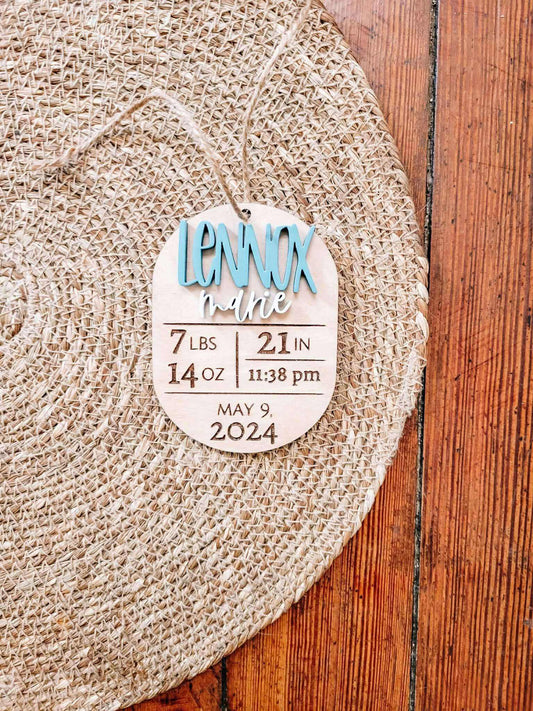 LENNOX
marie
7 LBS 21 IN
14 OZ 11:38 pm
MAY 9,
2024